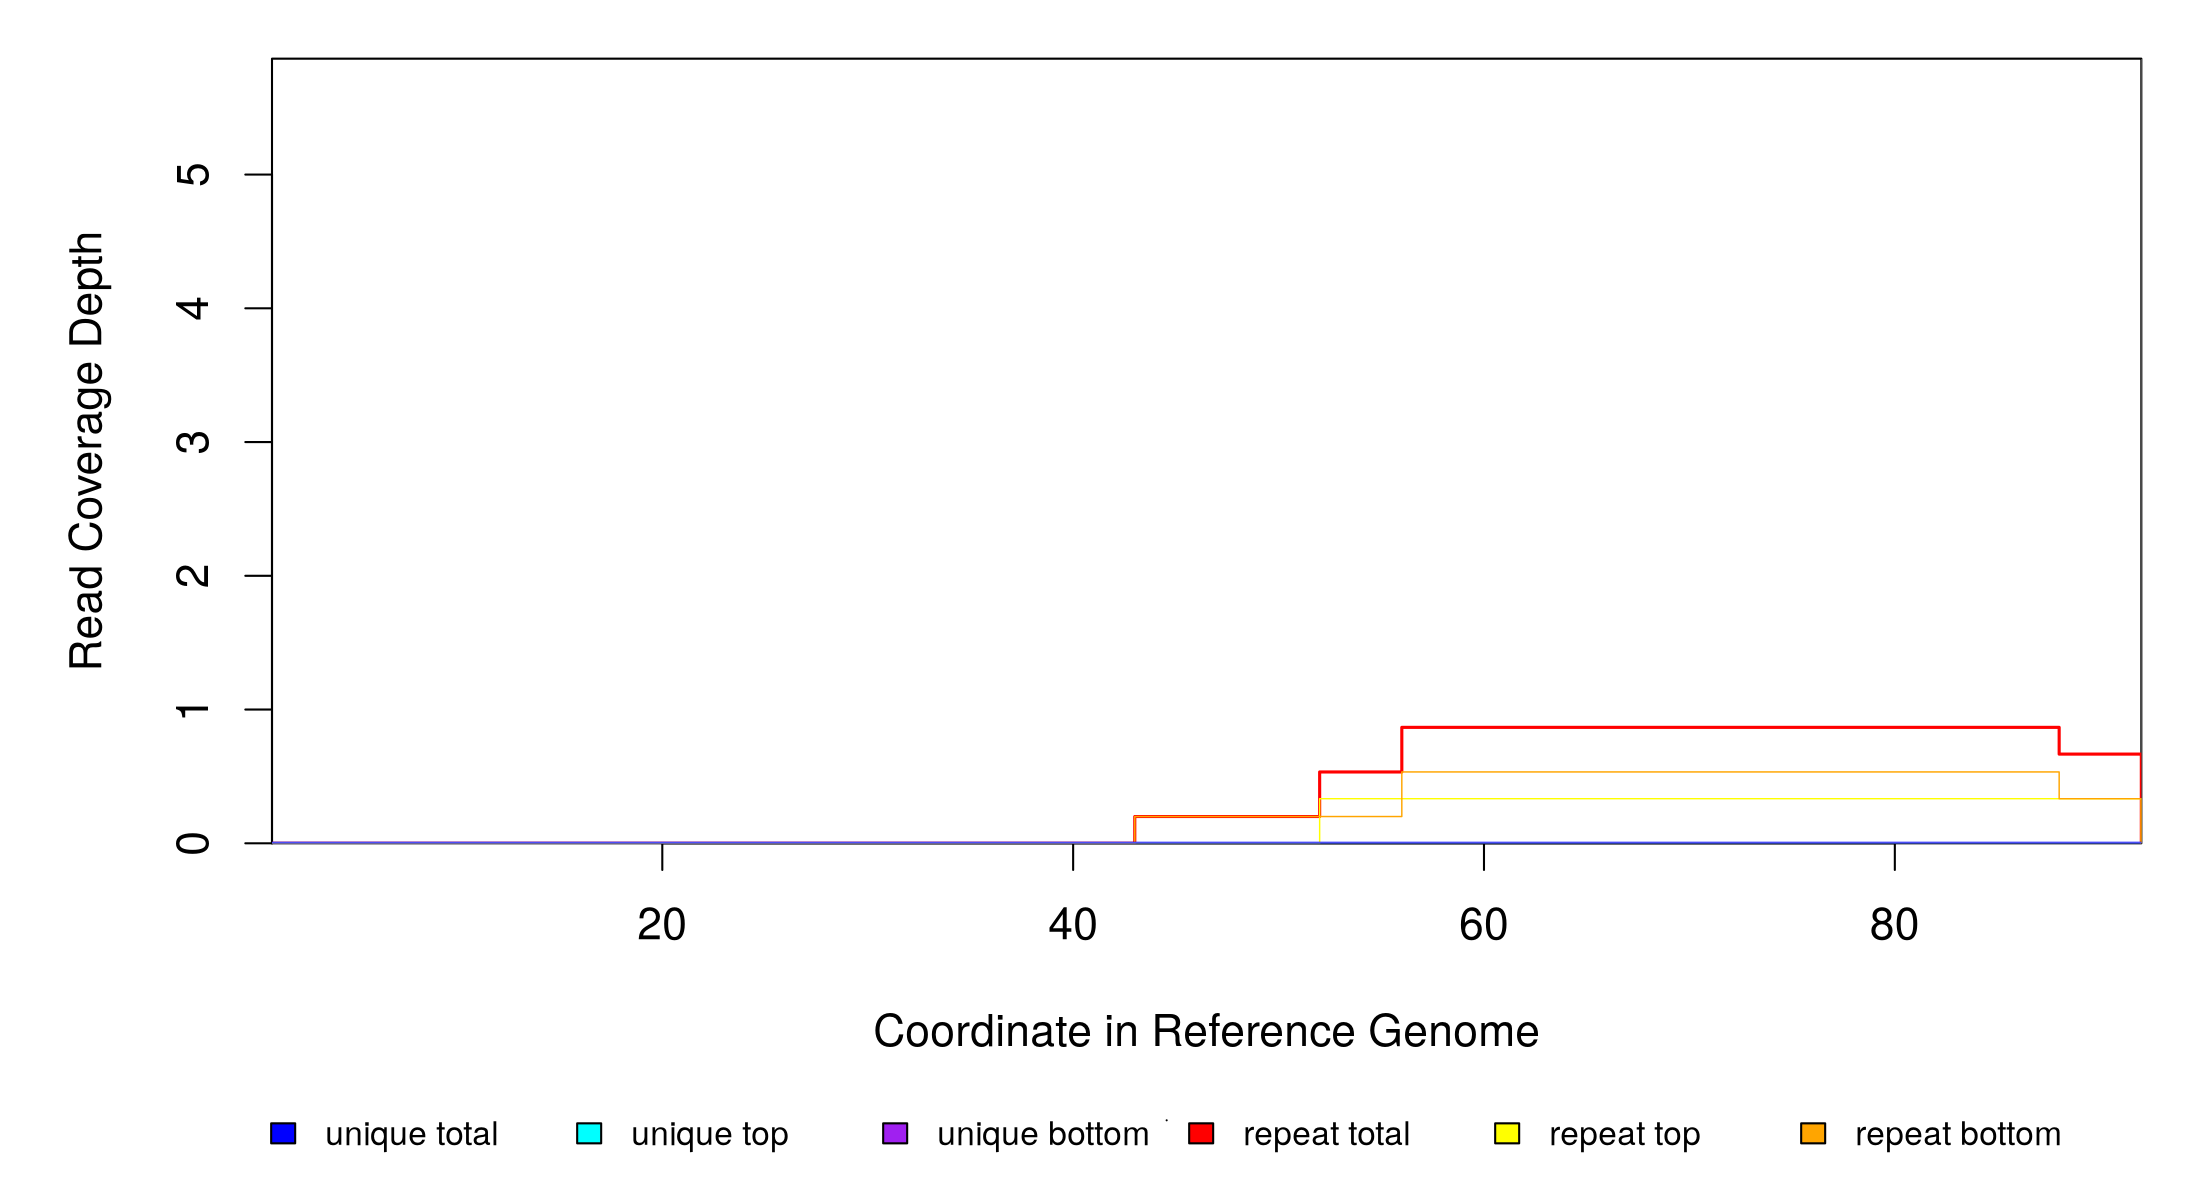 Read Coverage Depth
5
4
3
2
1
0
20 40 60 80
Coordinate in Reference Genome
unique total unique top unique bottom repeat total repeat top repeat bottom